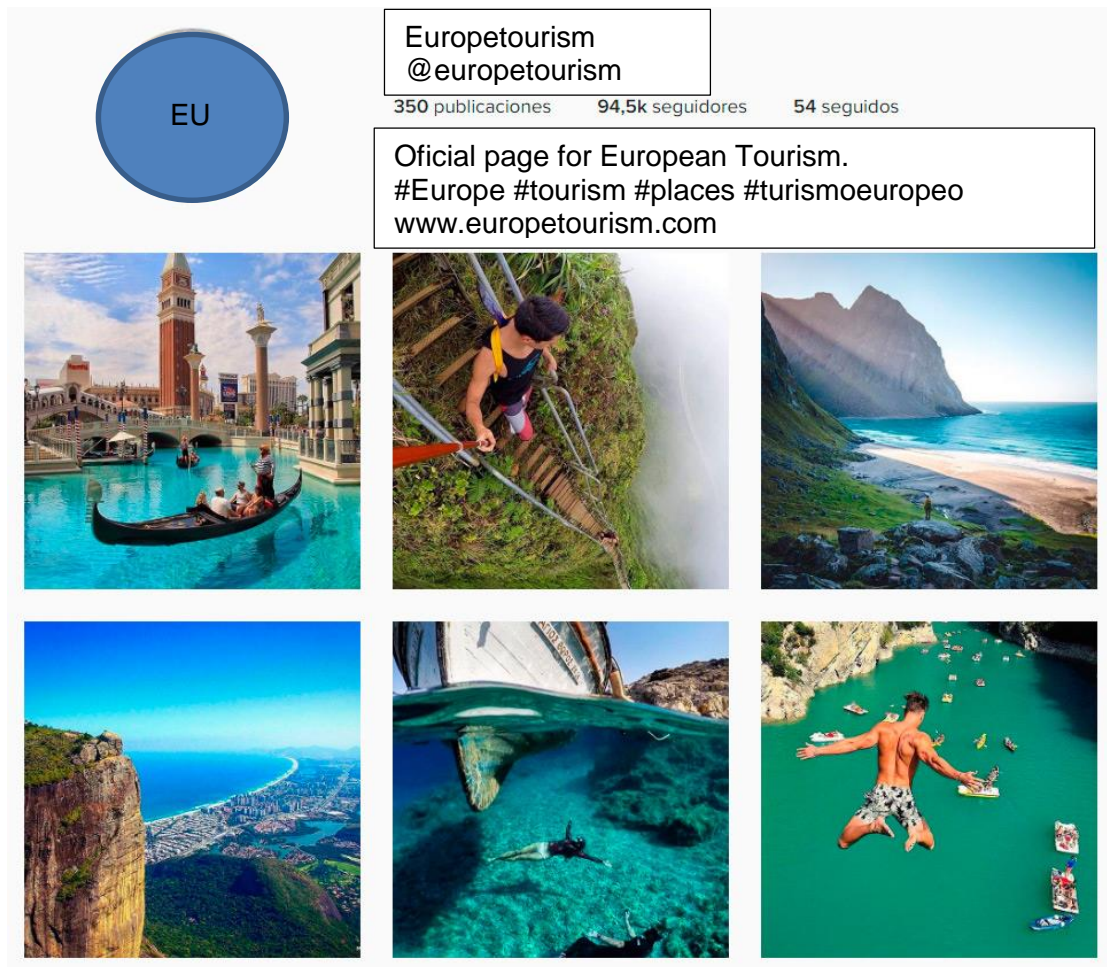 EU
Europetourism
@europetourism
350 publicaciones 94,5k seguidores 54 seguidos
Oficial page for European Tourism.
#Europe #tourism #places #turismoeuropeo
www.europetourism.com